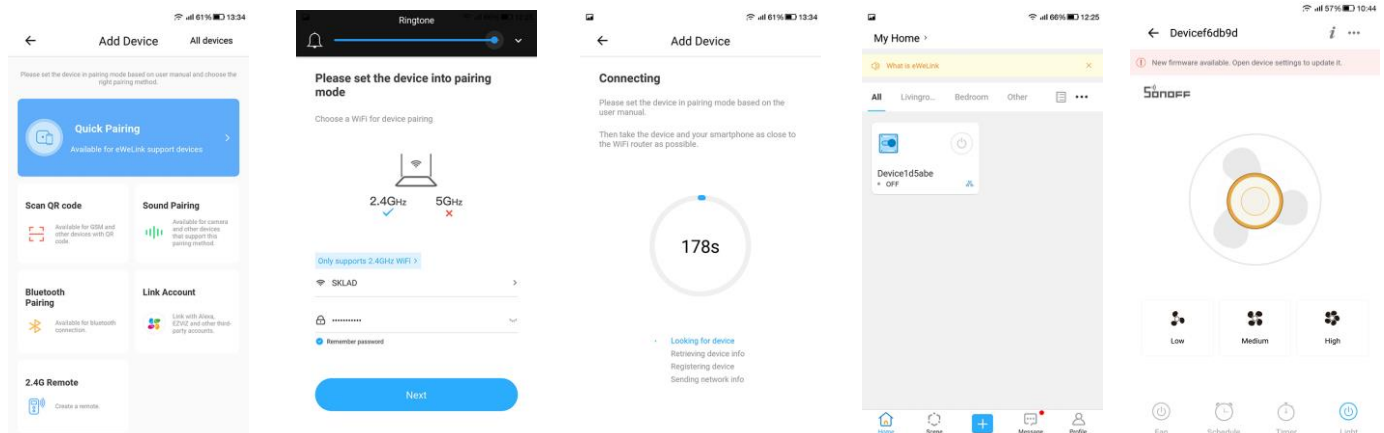 61% 13:34
Add Device
All devices
Please set the device in pairing mode based on user manual and choose the
right pairing method.
Quick Pairing
Available for eWeLink support devices
Scan QR code
Available for GSM and
other devices with QR
code.
Sound Pairing
Available for camera
and other devices
that support this
pairing method.
Bluetooth
Pairing
Available for bluetooth
connection.
Link Account
Link with Alexa,
EZVIZ and other third-
party accounts.
2.4G Remote
Create a remote.
Ringtone
Please set the device into pairing
mode
Choose a WiFi for device pairing
2.4GHz
5GHz
Only supports 2.4GHz WiFi >
SKLAD
Remember password
Next
61% 13:34
Add Device
Connecting
Please set the device in pairing mode based on the
user manual.
Then take the device and your smartphone as close to
the WiFi router as possible.
178s
Looking for device
Retrieving device info
Registering device
Sending network info
66% 12:25
My Home >
What is eWeLink
All Livingro... Bedroom Other
Device1d5abe
OFF
Home Scene Message Profile
57% 10:44
Devicef6db9d
New firmware available. Open device settings to update it.
SONOFF
Low Medium High
Fan Schedule Timer Light